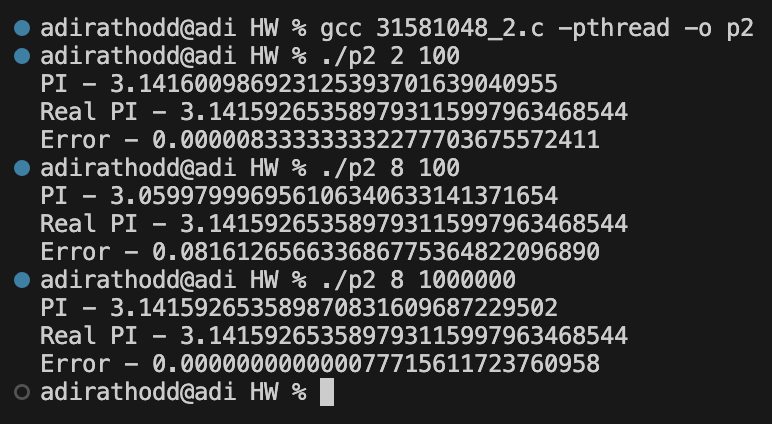 adirathodd@adi HW % gcc 31581048_2.c -pthread -o p2
adirathodd@adi HW % ./p2 2 100
PI - 3.1416009869231253937016390409​55
Real PI - 3.141592653589793115997963468544
Error - 0.000008333333332277703675572411
adirathodd@adi HW % ./p2 8 100
PI - 3.059979996956106340633141371654
Real PI - 3.141592653589793115997963468544
Error - 0.081612656633686775364822096890
adirathodd@adi HW % ./p2 8 1000000
PI - 3.141592653589870831609687229502
Real PI - 3.141592653589793115997963468544
Error - 0.000000000000077715611723760958
adirathodd@adi HW %